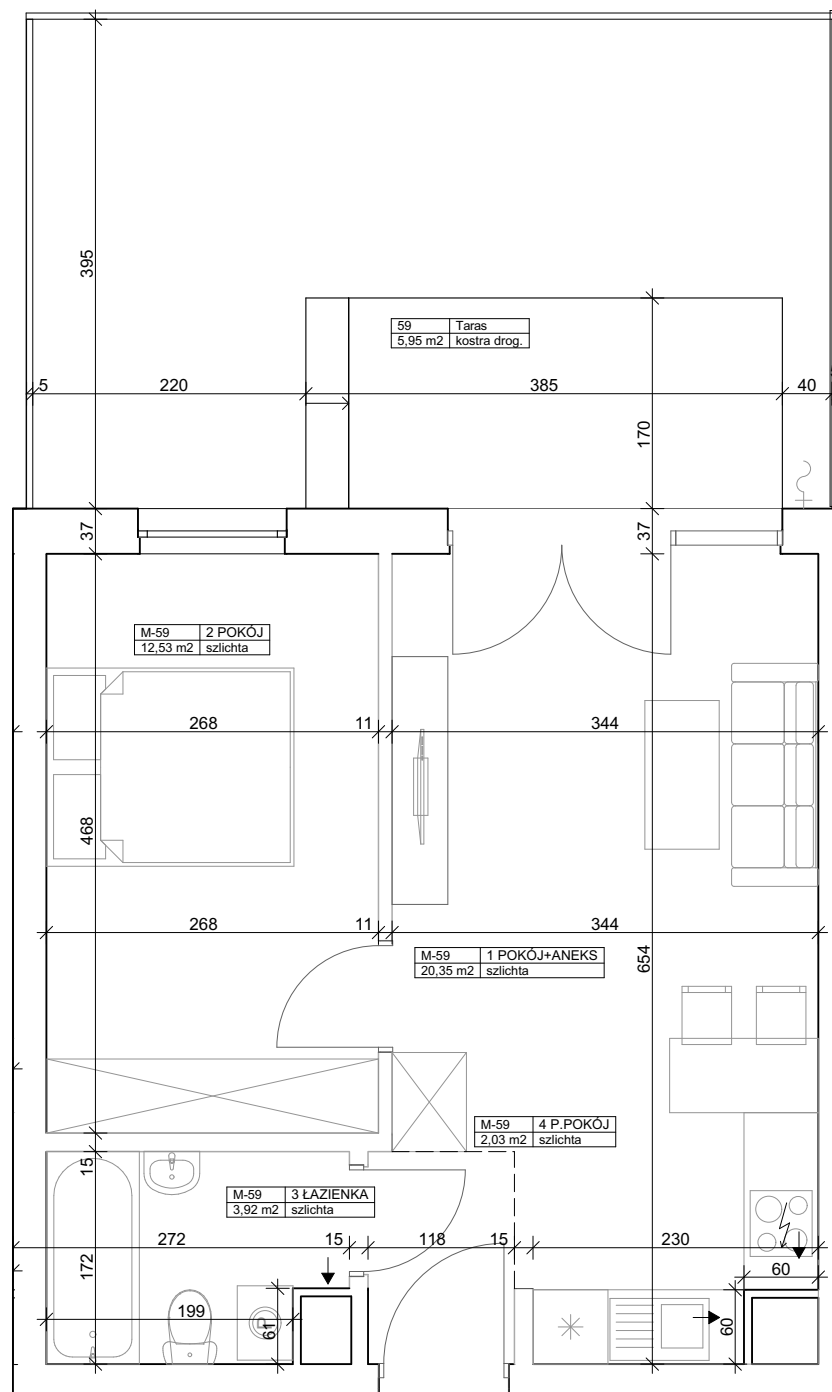 395
59 Taras
5,95 m2 kostra drog.
5 220 385 40
170
37 37
M-59 2 POKÓJ
12,53 m2 szlichta
268 11 344
468
268 11 344
M-59 1 POKÓJ+ANEKS
20,35 m2 szlichta
654
M-59 4 P.POKÓJ
2,03 m2 szlichta
15
M-59 3 ŁAZIENKA
3,92 m2 szlichta
272 15 118 15 230
172
60
199
61
P
60